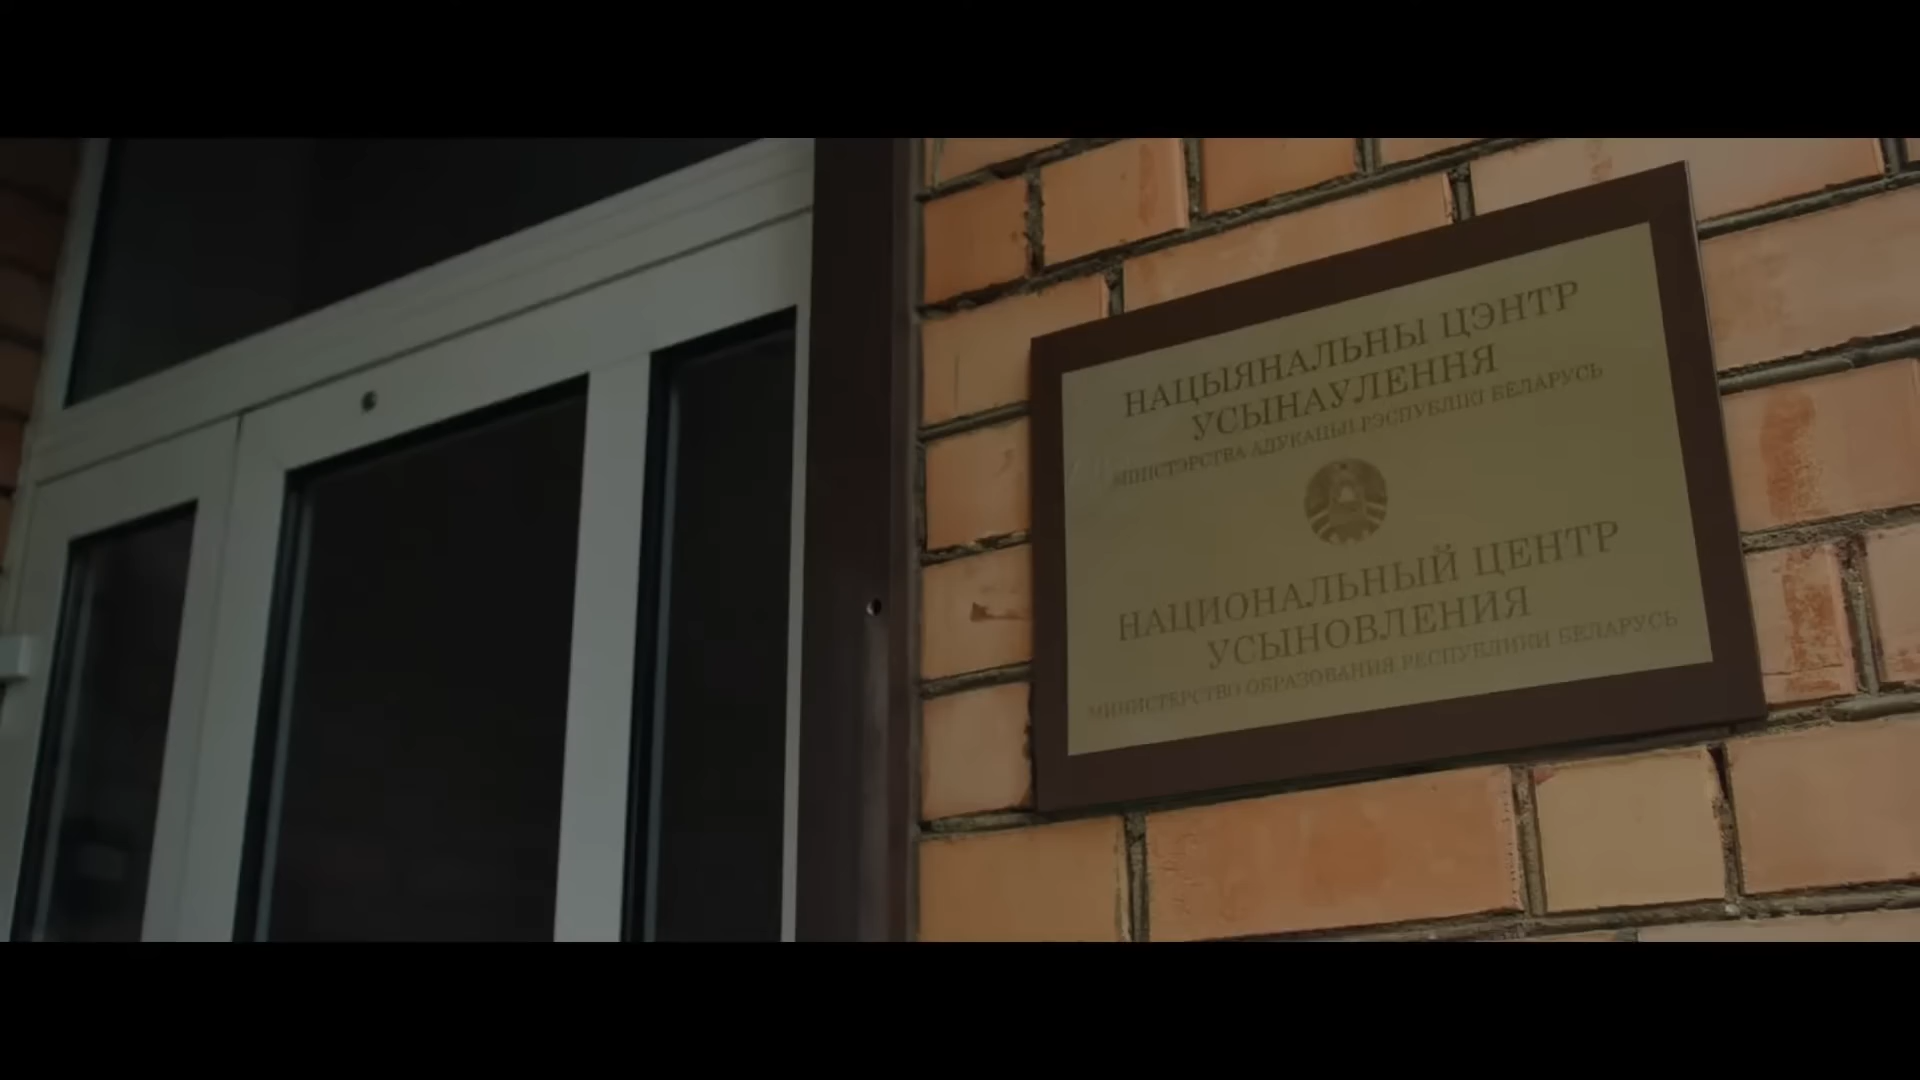 НАЦЫЯНАЛЬНЫ ЦЭНТР
УСЫНАЎЛЕННЯ
МІНІСТЭРСТВА АДУКАЦЫІ РЭСПУБЛІКІ БЕЛАРУСЬ
НАЦИОНАЛЬНЫЙ ЦЕНТР
УСЫНОВЛЕНИЯ
МИНИСТЕРСТВО ОБРАЗОВАНИЯ РЕСПУБЛИКИ БЕЛАРУСЬ